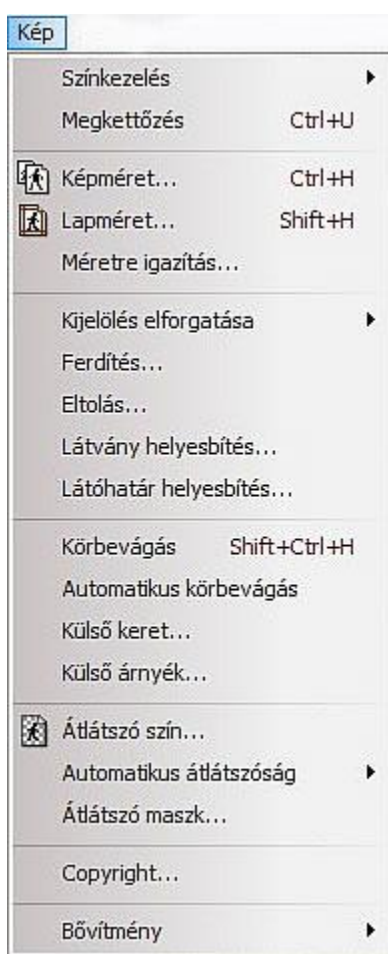 Kép
Színkezelés
Megkettőzés Ctrl+U
Képméret... Ctrl+H
Lapméret... Shift+H
Méretre igazítás...
Kijelölés elforgatása
Ferdítés...
Eltolás...
Látvány helyesbítés...
Látóhatár helyesbítés...
Körbevágás Shift+Ctrl+H
Automatikus körbevágás
Külső keret...
Külső árnyék...
Átlátszó szín...
Automatikus átlátszóság
Átlátszó maszk...
Copyright...
Bővítmény